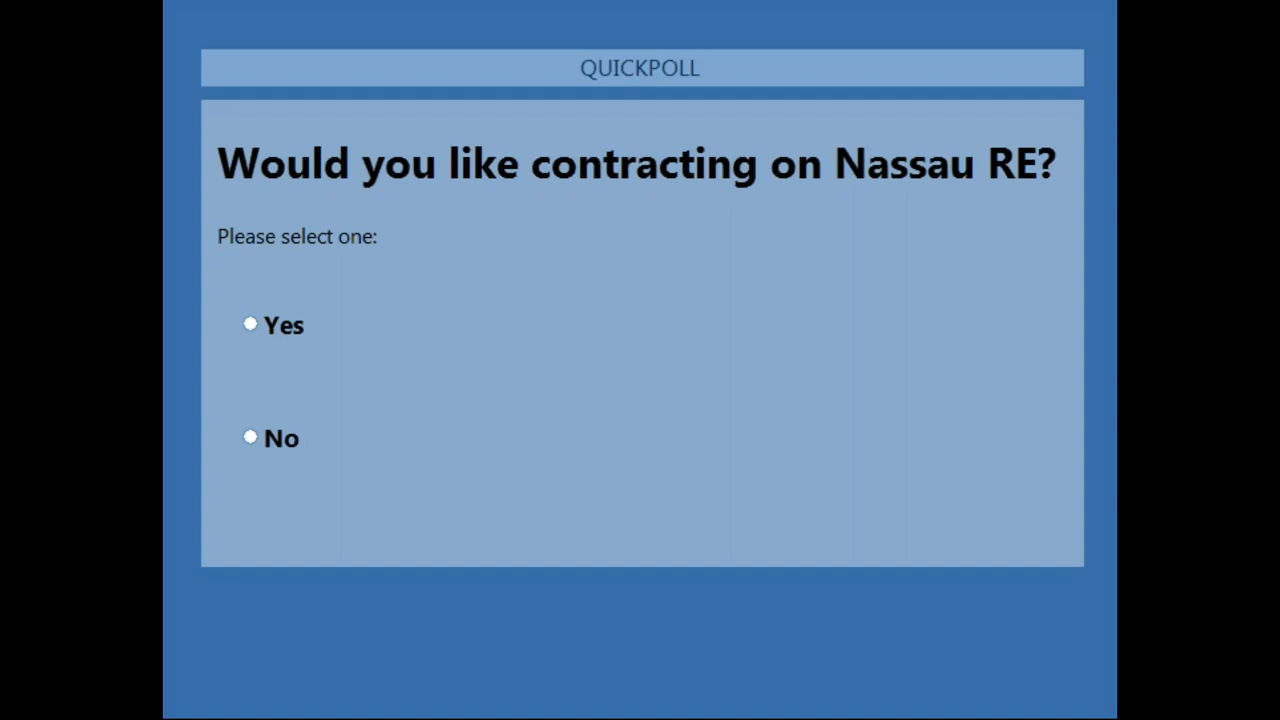 QUICKPOLL
Would you like contracting on Nassau RE?
Please select one:
Yes
No